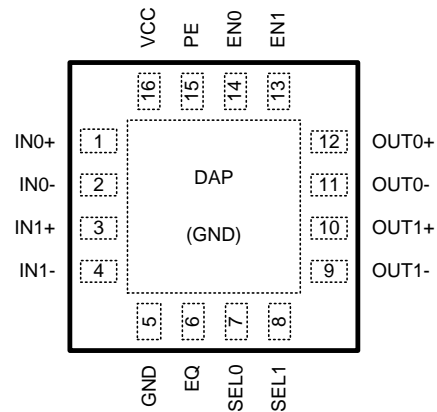 VCC PE EN0 EN1
16 15 14 13
IN0+ 1 12 OUT0+
IN0- 2 DAP 11 OUT0-
IN1+ 3 (GND) 10 OUT1+
IN1- 4 9 OUT1-
5 6 7 8
GND EQ SEL0 SEL1